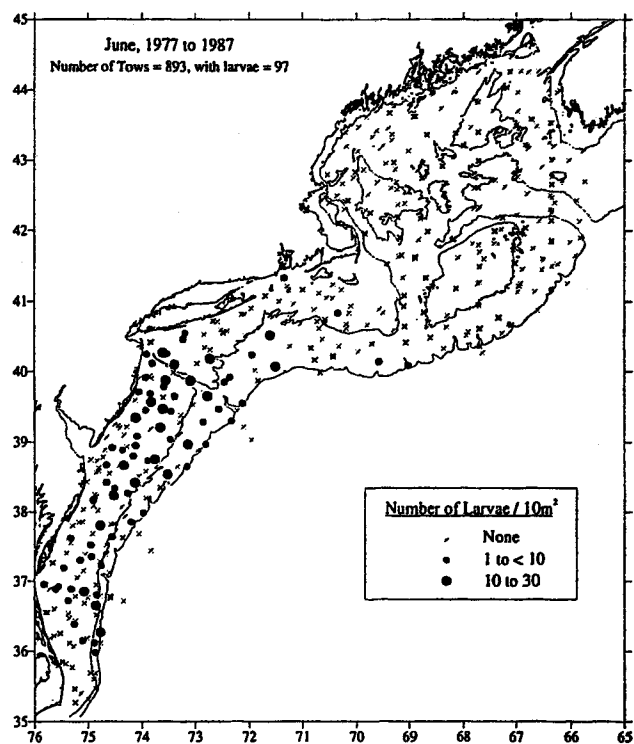 June, 1977 to 1987
Number of Tows = 893, with larvae = 97
45
44
43
42
41
40
39
38
37
36
35
Number of Larvae / 10m²
None
1 to < 10
10 to 30
76 75 74 73 72 71 70 69 68 67 66 65